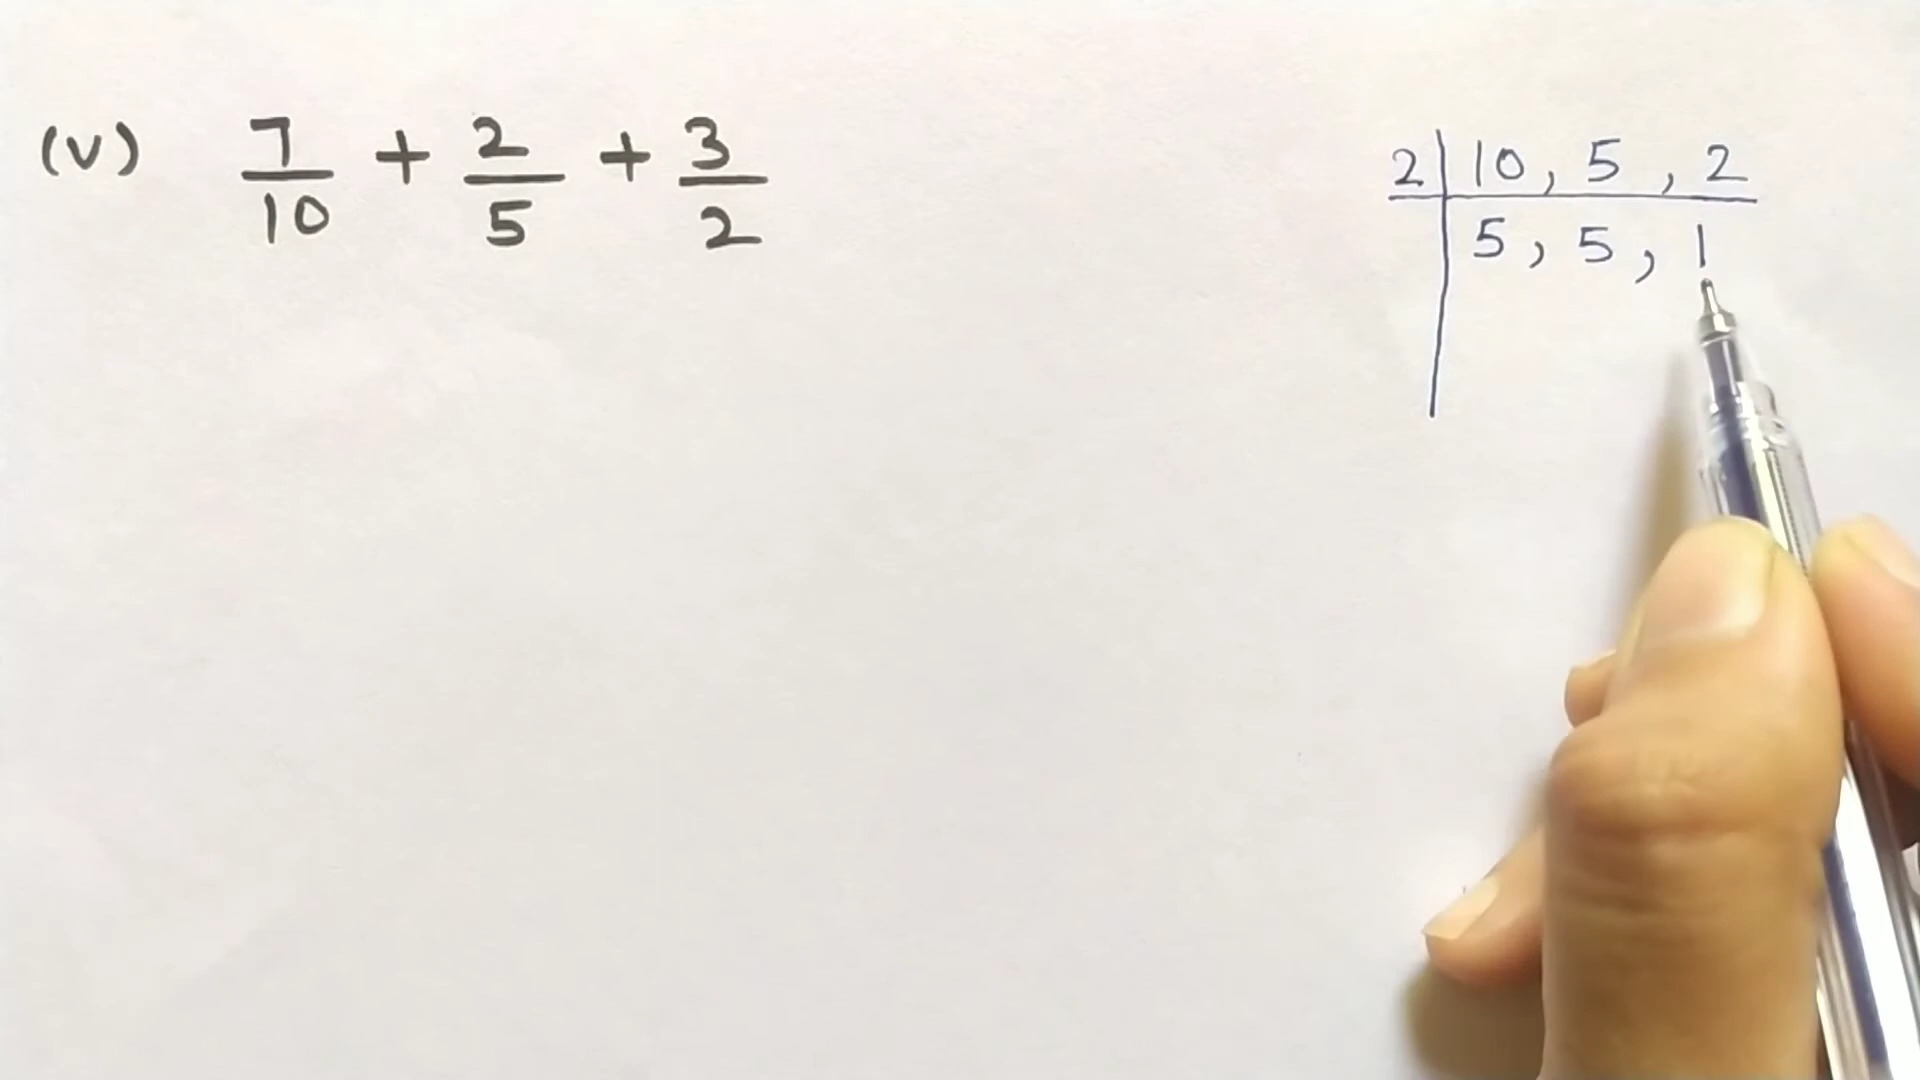 (v) 7/10 + 2/5 + 3/2
2 | 10, 5, 2
5, 5, 1